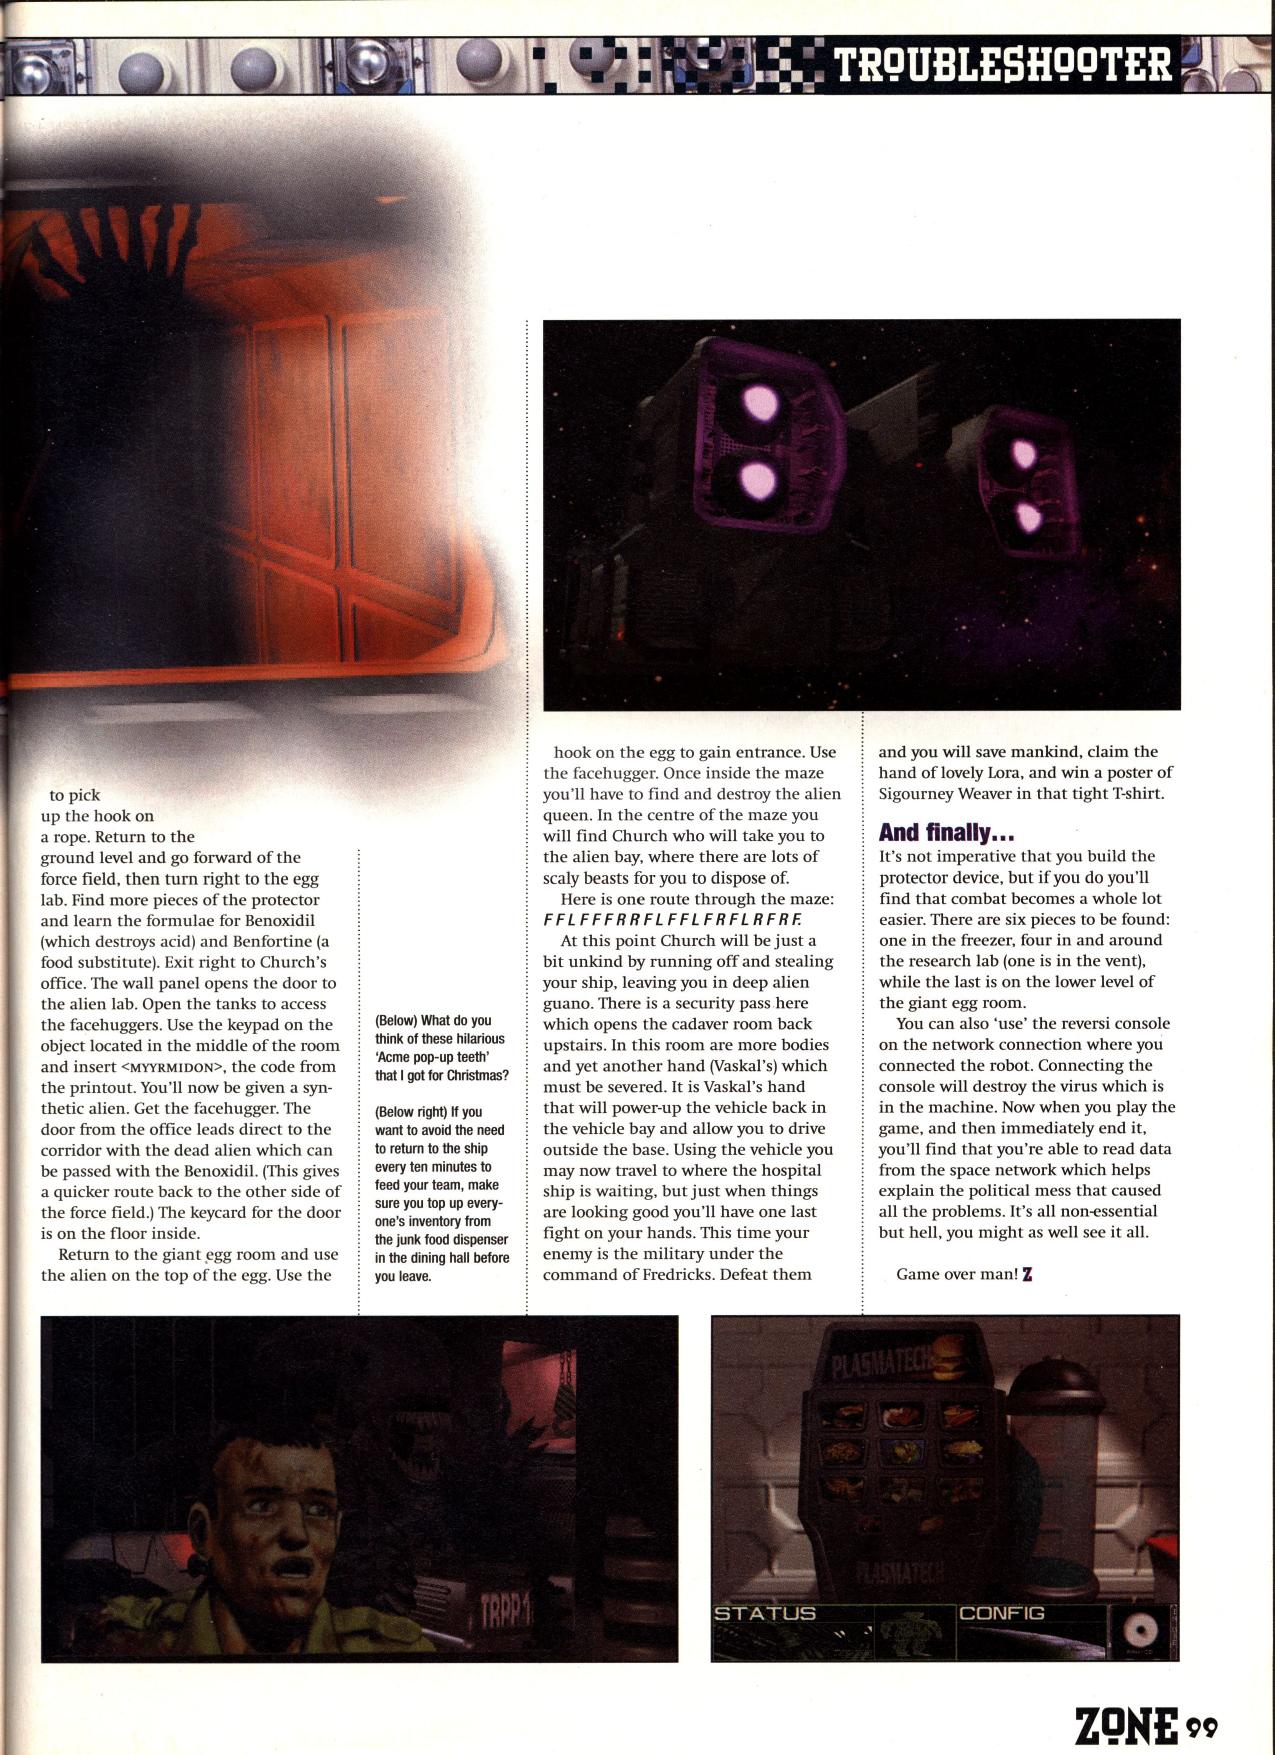 TROUBLESHOOTER
to pick
up the hook on
a rope. Return to the
ground level and go forward of the
force field, then turn right to the egg
lab. Find more pieces of the protector
and learn the formulae for Benoxidil
(which destroys acid) and Benfortine (a
food substitute). Exit right to Church's
office. The wall panel opens the door to
the alien lab. Open the tanks to access
the facehuggers. Use the keypad on the
object located in the middle of the room
and insert <MYYRMIDON>, the code from
the printout. You'll now be given a syn-
thetic alien. Get the facehugger. The
door from the office leads direct to the
corridor with the dead alien which can
be passed with the Benoxidil. (This gives
a quicker route back to the other side of
the force field.) The keycard for the door
is on the floor inside.
Return to the giant egg room and use
the alien on the top of the egg. Use the
(Below) What do you
think of these hilarious
'Acme pop-up teeth'
that I got for Christmas?
(Below right) If you
want to avoid the need
to return to the ship
every ten minutes to
feed your team, make
sure you top up every-
one's inventory from
the junk food dispenser
in the dining hall before
you leave.
hook on the egg to gain entrance. Use
the facehugger. Once inside the maze
you'll have to find and destroy the alien
queen. In the centre of the maze you
will find Church who will take you to
the alien bay, where there are lots of
scaly beasts for you to dispose of.
Here is one route through the maze:
F F L F F F R R F L F F L F R F L R F R F.
At this point Church will be just a
bit unkind by running off and stealing
your ship, leaving you in deep alien
guano. There is a security pass here
which opens the cadaver room back
upstairs. In this room are more bodies
and yet another hand (Vaskal's) which
must be severed. It is Vaskal's hand
that will power-up the vehicle back in
the vehicle bay and allow you to drive
outside the base. Using the vehicle you
may now travel to where the hospital
ship is waiting, but just when things
are looking good you'll have one last
fight on your hands. This time your
enemy is the military under the
command of Fredricks. Defeat them
and you will save mankind, claim the
hand of lovely Lora, and win a poster of
Sigourney Weaver in that tight T-shirt.
And finally...
It's not imperative that you build the
protector device, but if you do you'll
find that combat becomes a whole lot
easier. There are six pieces to be found:
one in the freezer, four in and around
the research lab (one is in the vent),
while the last is on the lower level of
the giant egg room.
You can also 'use' the reversi console
on the network connection where you
connected the robot. Connecting the
console will destroy the virus which is
in the machine. Now when you play the
game, and then immediately end it,
you'll find that you're able to read data
from the space network which helps
explain the political mess that caused
all the problems. It's all non-essential
but hell, you might as well see it all.
Game over man! Z
TRPP 1
PLASMATECH
PLASMATECH
STATUS
CONFIG
ZONE 99